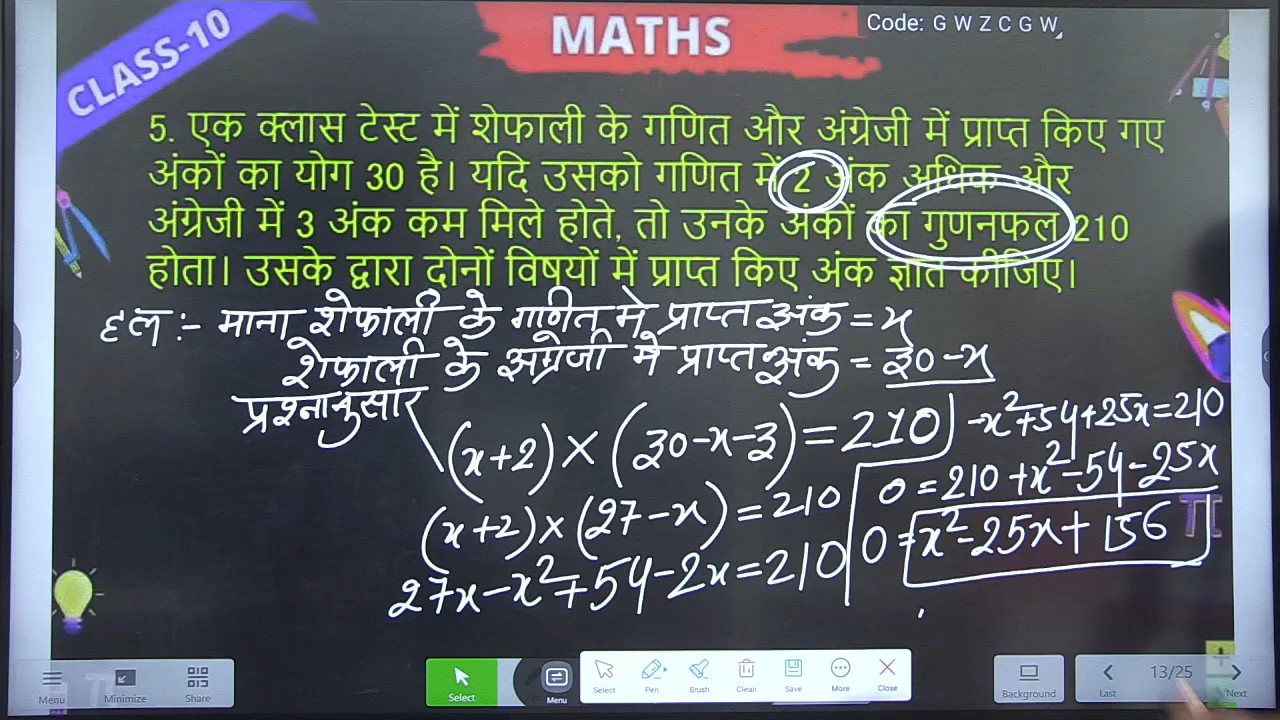 CLASS-10
MATHS
Code: G W Z C G W
5. एक क्लास टेस्ट में शेफाली के गणित और अंग्रेजी में प्राप्त किए गए
अंकों का योग 30 है। यदि उसको गणित में 2 अंक अधिक और
अंग्रेजी में 3 अंक कम मिले होते, तो उनके अंकों का गुणनफल 210
होता। उसके द्वारा दोनों विषयों में प्राप्त किए अंक ज्ञात कीजिए।
हल :- माना शेफाली के गणित मे प्राप्त अंक = x
शेफाली के अंग्रेजी मे प्राप्त अंक = 30-x
प्रश्नानुसार
(x+2) × (30-x-3) = 210
(x+2) × (27-x) = 210
27x-x²+54-2x=210
-x²+54+25x=210
0 = 210+x²-54-25x
0 = x²-25x+156
Menu
Minimize
Share
Select
Menu
Select
Pen
Brush
Clean
Save
More
Close
Background
Last
13/25
Next